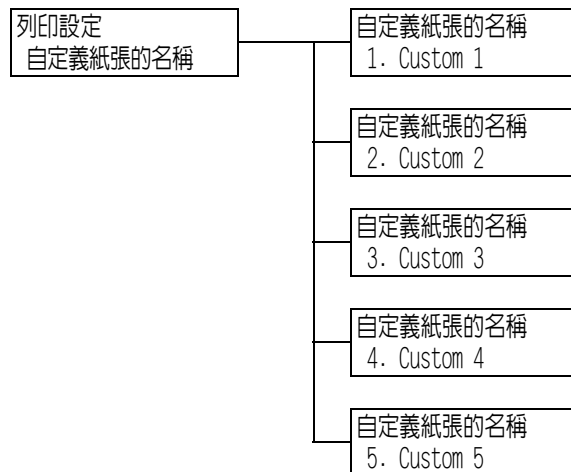 列印設定
自定義紙張的名稱
自定義紙張的名稱
1. Custom 1
自定義紙張的名稱
2. Custom 2
自定義紙張的名稱
3. Custom 3
自定義紙張的名稱
4. Custom 4
自定義紙張的名稱
5. Custom 5